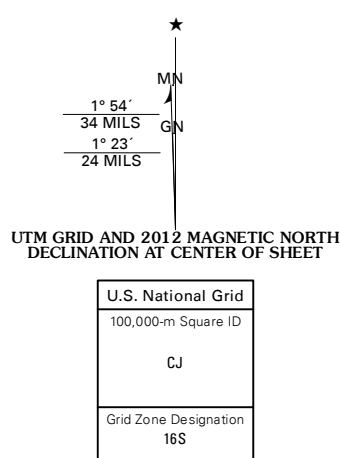 MN
1° 54´
34 MILS
GN
1° 23´
24 MILS
UTM GRID AND 2012 MAGNETIC NORTH
DECLINATION AT CENTER OF SHEET
U.S. National Grid
100,000-m Square ID
CJ
Grid Zone Designation
16S